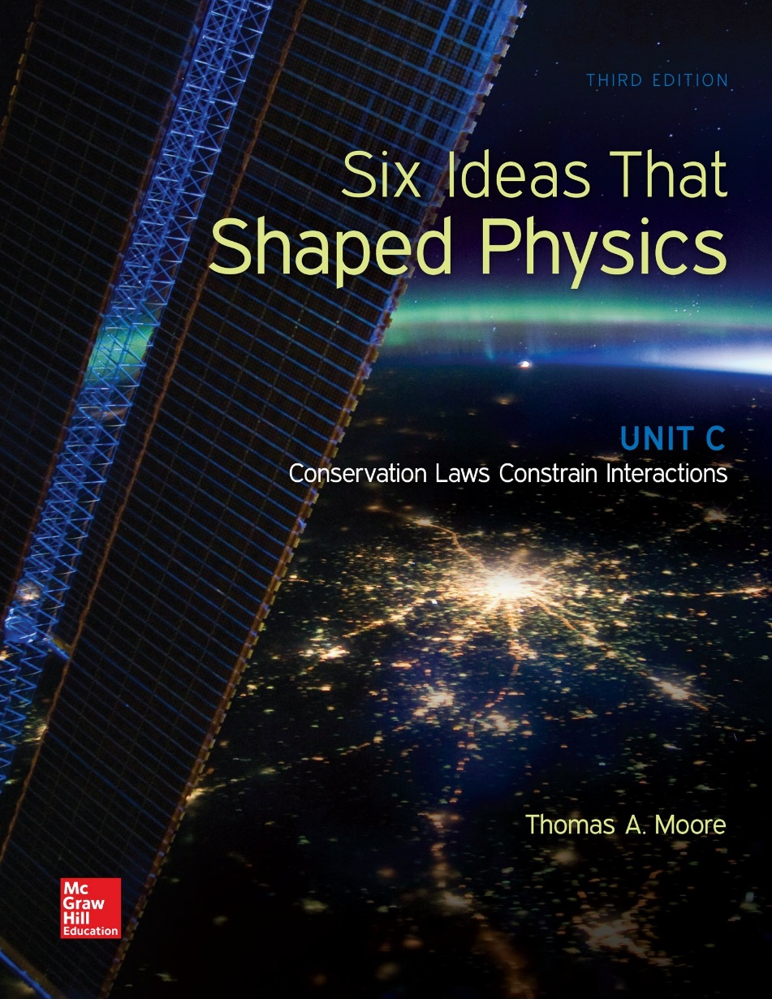 THIRD EDITION
Six Ideas That
Shaped Physics
UNIT C
Conservation Laws Constrain Interactions
Thomas A. Moore
Mc
Graw
Hill
Education